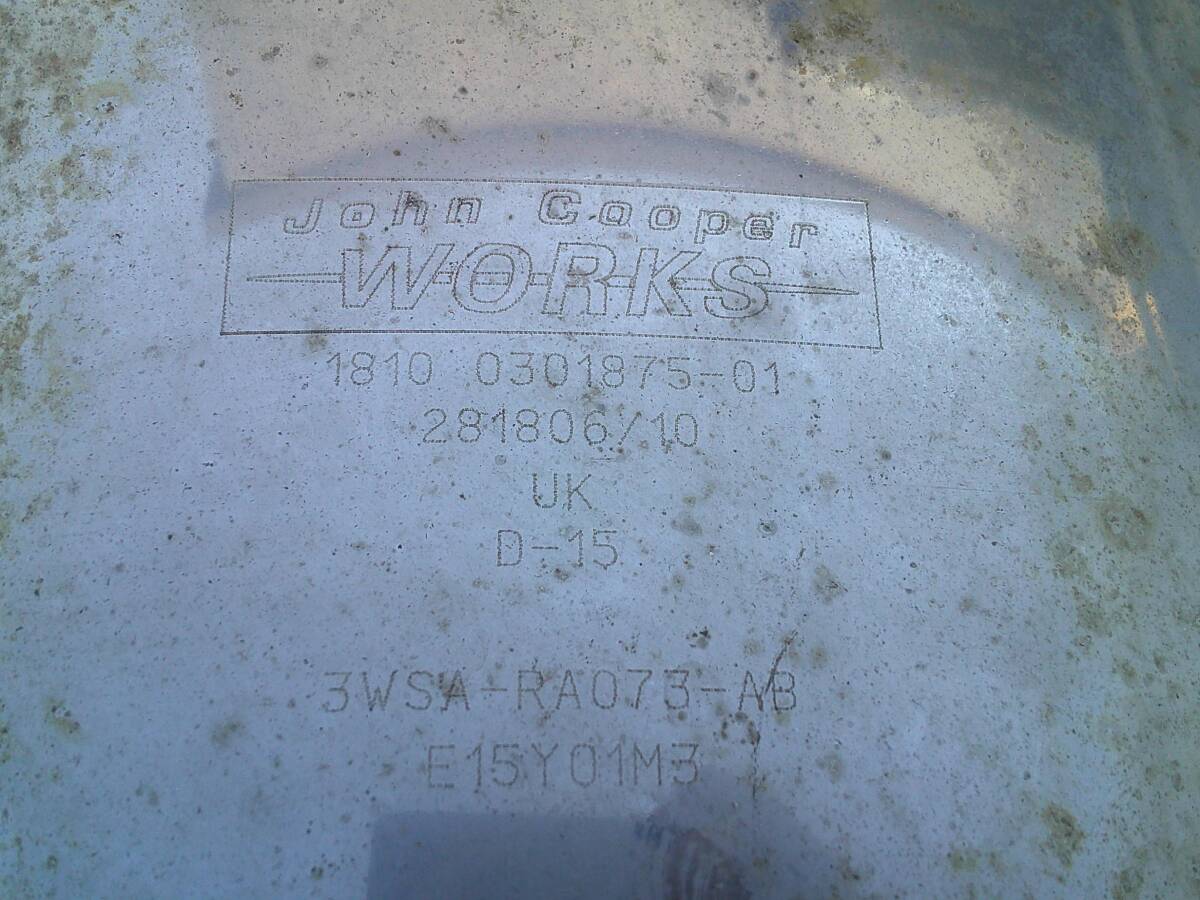 John Cooper
WORKS
1810 0301875-01
281806/10
UK
D-15
3WSA-RA073-AB
E15Y01M3